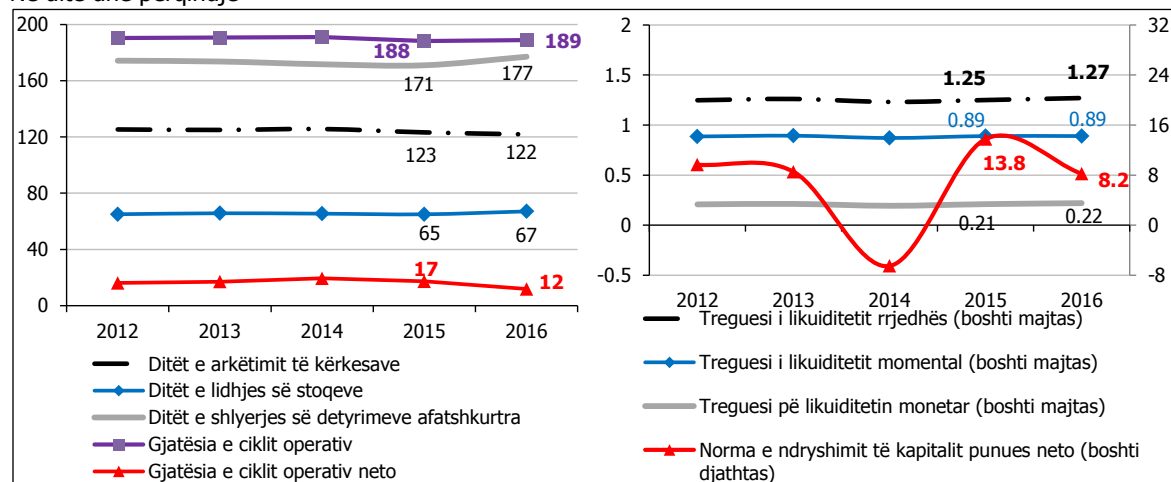 Në ditë dhe përqindje
200
160
120
80
40
0
188
189
171
177
123
122
65
67
17
12
2012 2013 2014 2015 2016
Ditët e arkëtimit të kërkesave
Ditët e lidhjes së stoqeve
Ditët e shlyerjes së detyrimeve afatshkurtra
Gjatësia e ciklit operativ
Gjatësia e ciklit operativ neto
2
1.5
1
0.5
0
-0.5
32
24
16
8
0
-8
1.25
1.27
0.89
0.89
13.8
8.2
0.21
0.22
2012 2013 2014 2015 2016
Treguesi i likuiditetit rrjedhës (boshti majtas)
Treguesi i likuiditetit momental (boshti majtas)
Treguesi pë likuiditetin monetar (boshti majtas)
Norma e ndryshimit të kapitalit punues neto (boshti
djathtas)